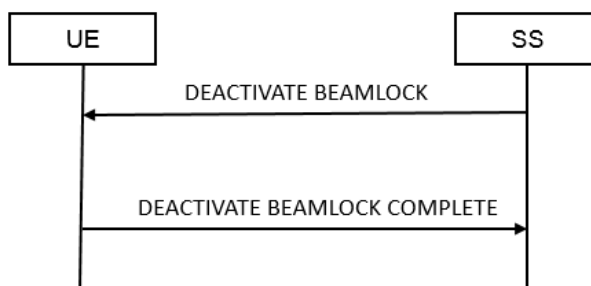 UE
SS
DEACTIVATE BEAMLOCK
DEACTIVATE BEAMLOCK COMPLETE